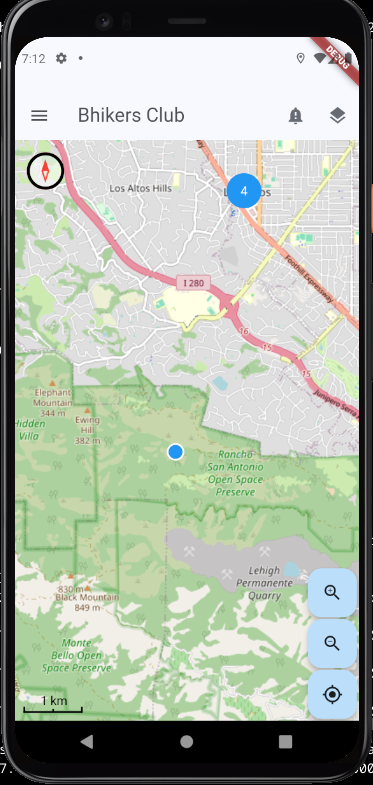 7:12
DEBUG
Bhikers Club
Los Altos Hills
4
I 280
Foothill Expressway
16
15
15
Junipero Serra
Elephant
Mountain
344 m
Ewing
Hill
382 m
Hidden
Villa
Rancho
San Antonio
Open Space
Preserve
Lehigh
Permanente
Quarry
830 m
Black Mountain
849 m
Monte
Bello Open
Space Preserve
1 km